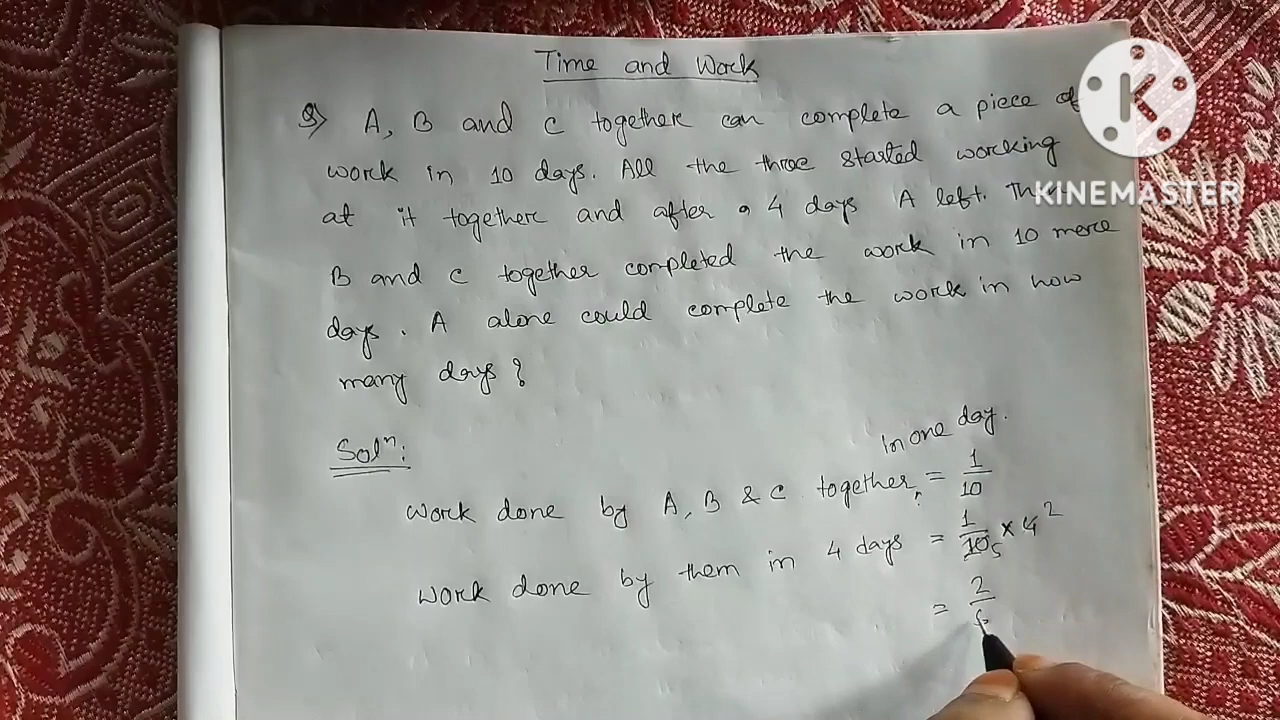 Time and Work
Q) A, B and C together can complete a piece of
work in 10 days. All the three started working
at it together and after 4 days A left. Then
B and C together completed the work in 10 more
days. A alone could complete the work in how
many days?
Soln:
in one day.
Work done by A, B & C together, = 1/10
Work done by them in 4 days = 1/10 5 × 4 2
= 2/
K
KINEMASTER